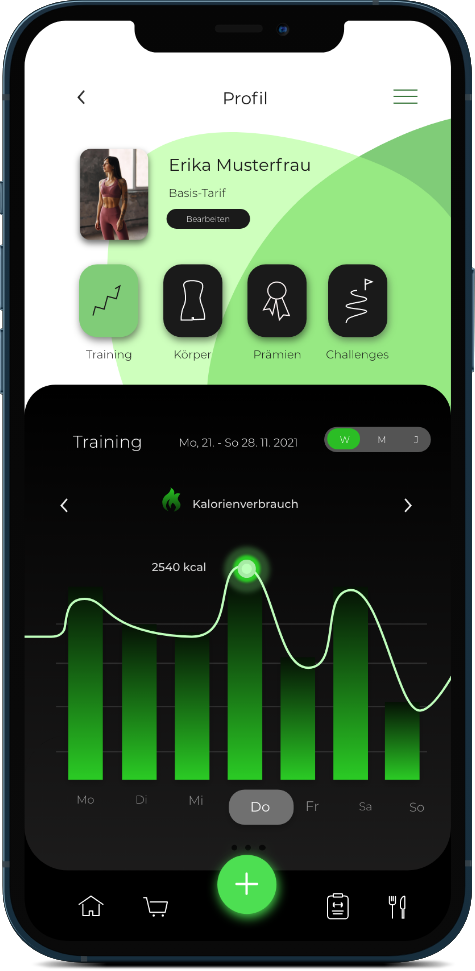 Profil
Erika Musterfrau
Basis-Tarif
Bearbeiten
Training Körper Prämien Challenges
Training Mo, 21. - So 28. 11. 2021 W M J
Kalorienverbrauch
2540 kcal
Mo Di Mi Do Fr Sa So